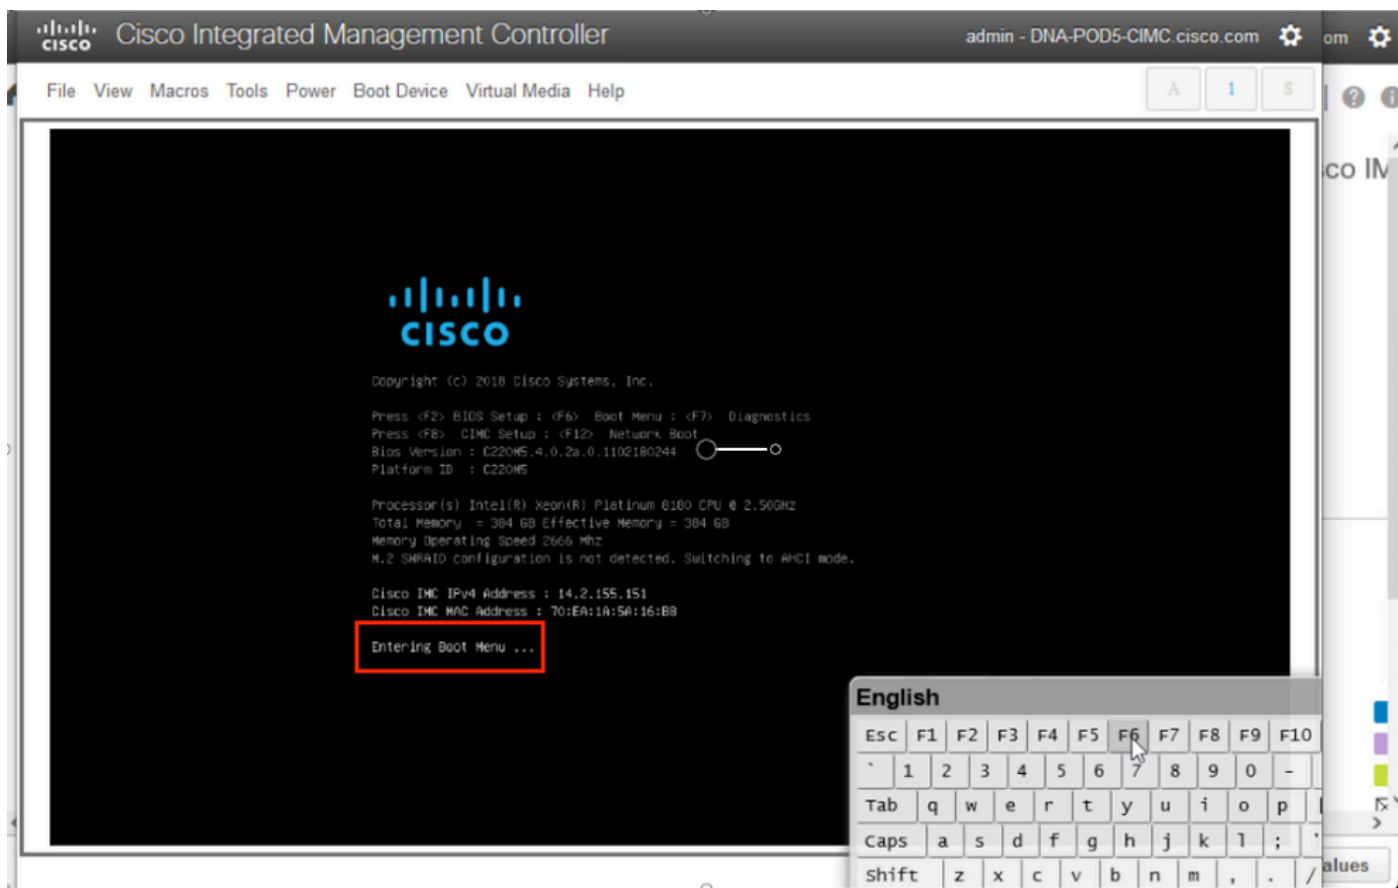 CISCO Cisco Integrated Management Controller admin - DNA-POD5-CIMC.cisco.com om
File View Macros Tools Power Boot Device Virtual Media Help A 1 S
co IM
CISCO
Copyright (c) 2018 Cisco Systems, Inc.
Press <F2> BIOS Setup : <F6> Boot Menu : <F7> Diagnostics
Press <F8> CIMC Setup : <F12> Network Boot
Bios Version : C220M5.4.0.2a.0.1102180244
Platform ID : C220M5
Processor(s) Intel(R) Xeon(R) Platinum 8180 CPU @ 2.50GHz
Total Memory = 384 GB Effective Memory = 384 GB
Memory Operating Speed 2666 Mhz
M.2 SWRAID configuration is not detected. Switching to AHCI mode.
Cisco IMC IPv4 Address : 14.2.155.151
Cisco IMC MAC Address : 70:EA:1A:5A:16:B8
Entering Boot Menu ...
English
Esc F1 F2 F3 F4 F5 F6 F7 F8 F9 F10
` 1 2 3 4 5 6 7 8 9 0 -
Tab q w e r t y u i o p [
Caps a s d f g h j k l ; '
Shift z x c v b n m , . /
alues